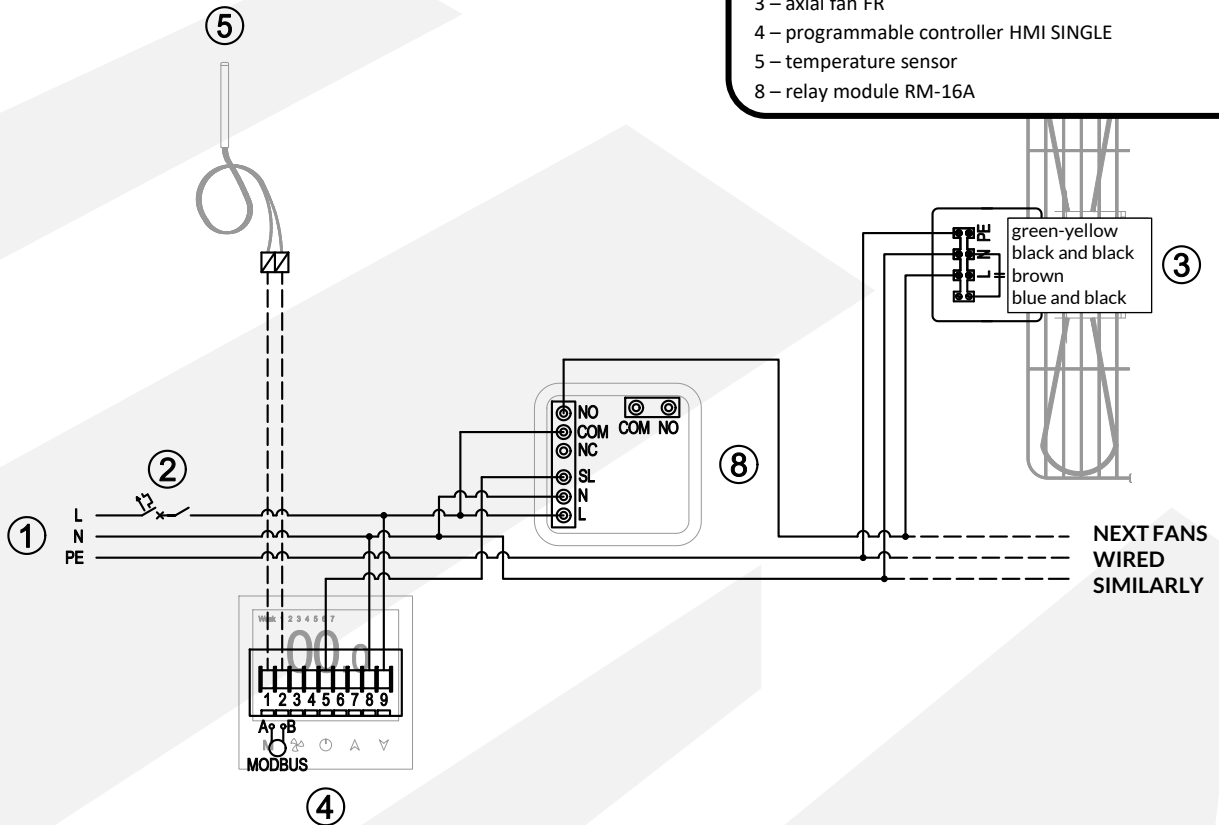 3 – axial fan FR
4 – programmable controller HMI SINGLE
5 – temperature sensor
8 – relay module RM-16A
5
PE
N
L
green-yellow
black and black
brown
blue and black
3
NO
COM
NC
SL
N
L
COM NO
8
2
1
L
N
PE
NEXT FANS
WIRED
SIMILARLY
Week 1 2 3 4 5 6 7
00.0
1 2 3 4 5 6 7 8 9
A B
M
MODBUS
4